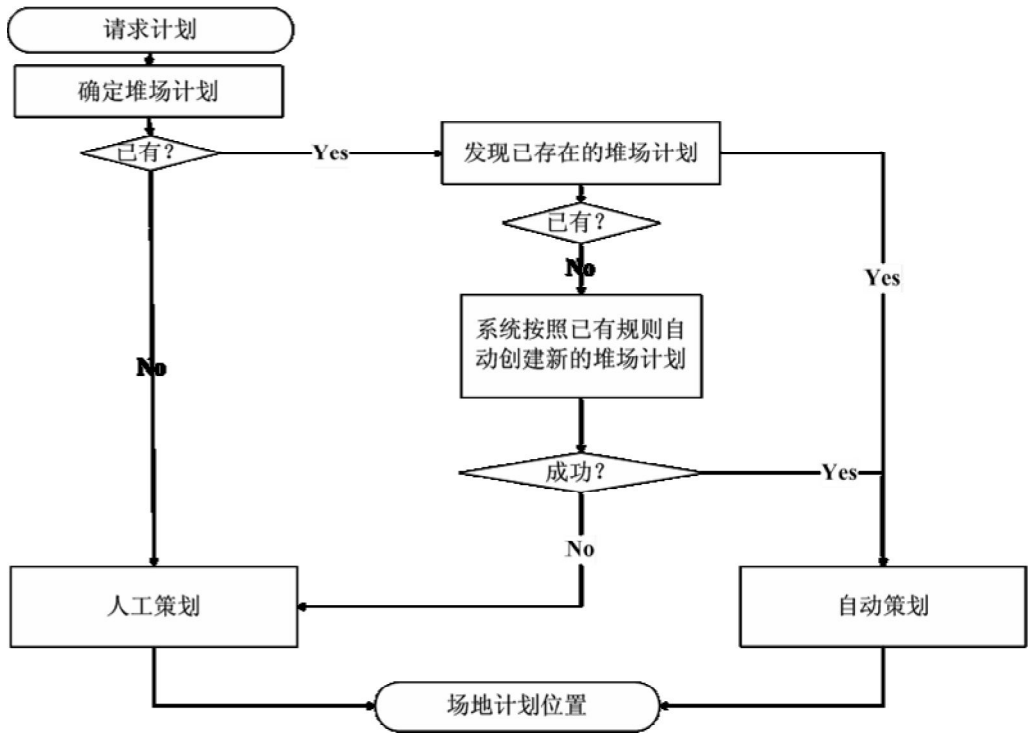 请求计划
确定堆场计划
已有?
Yes
发现已存在的堆场计划
已有?
No
Yes
系统按照已有规则自
动创建新的堆场计划
No
成功?
Yes
No
人工策划
自动策划
场地计划位置